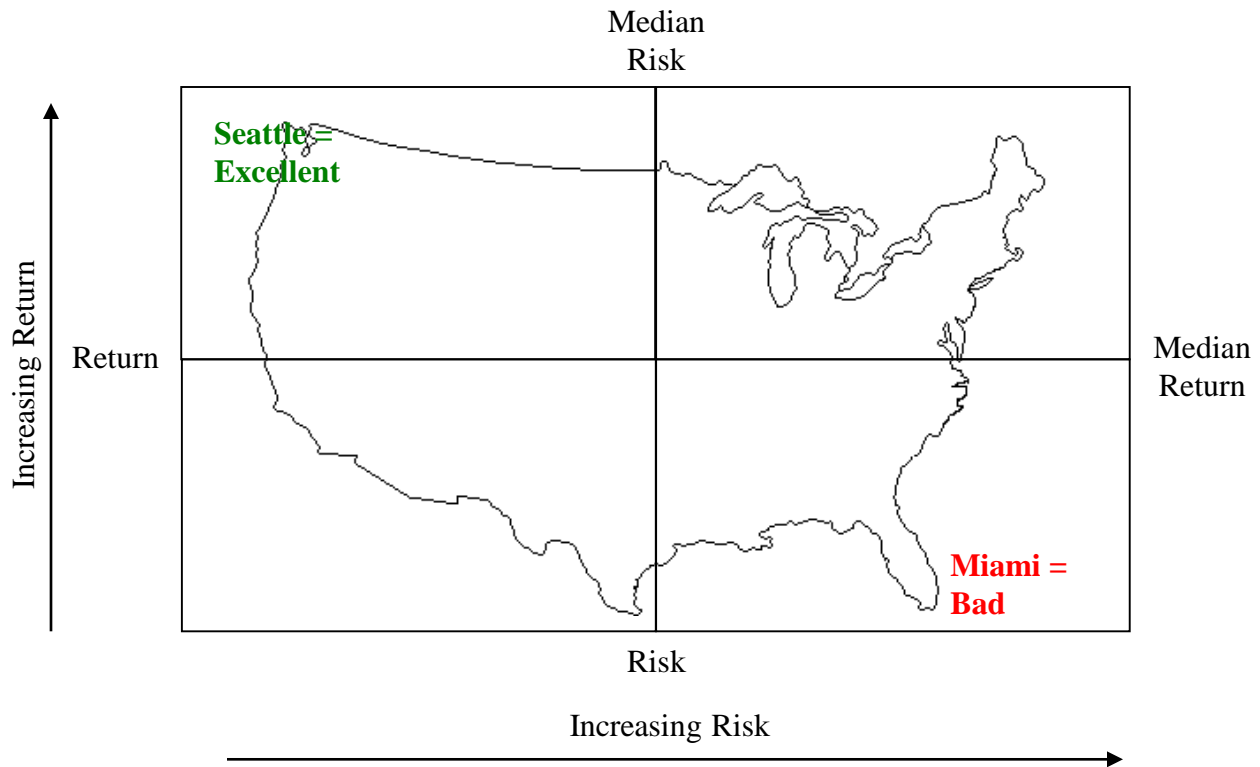 Median
Risk
Seattle =
Excellent
Increasing Return
Return
Median
Return
Miami =
Bad
Risk
Increasing Risk